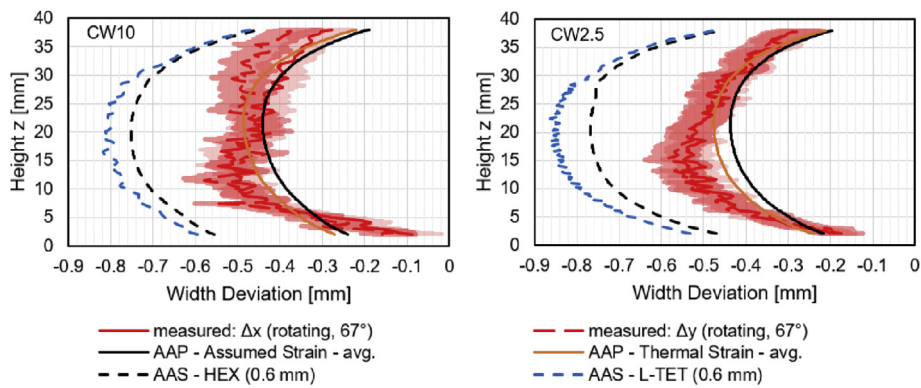 CW10
Height z [mm]
40
35
30
25
20
15
10
5
0
-0.9 -0.8 -0.7 -0.6 -0.5 -0.4 -0.3 -0.2 -0.1 0
Width Deviation [mm]
CW2.5
Height z [mm]
40
35
30
25
20
15
10
5
0
-0.9 -0.8 -0.7 -0.6 -0.5 -0.4 -0.3 -0.2 -0.1 0
Width Deviation [mm]
measured: Δx (rotating, 67°)
measured: Δy (rotating, 67°)
AAP - Assumed Strain - avg.
AAP - Thermal Strain - avg.
AAS - HEX (0.6 mm)
AAS - L-TET (0.6 mm)